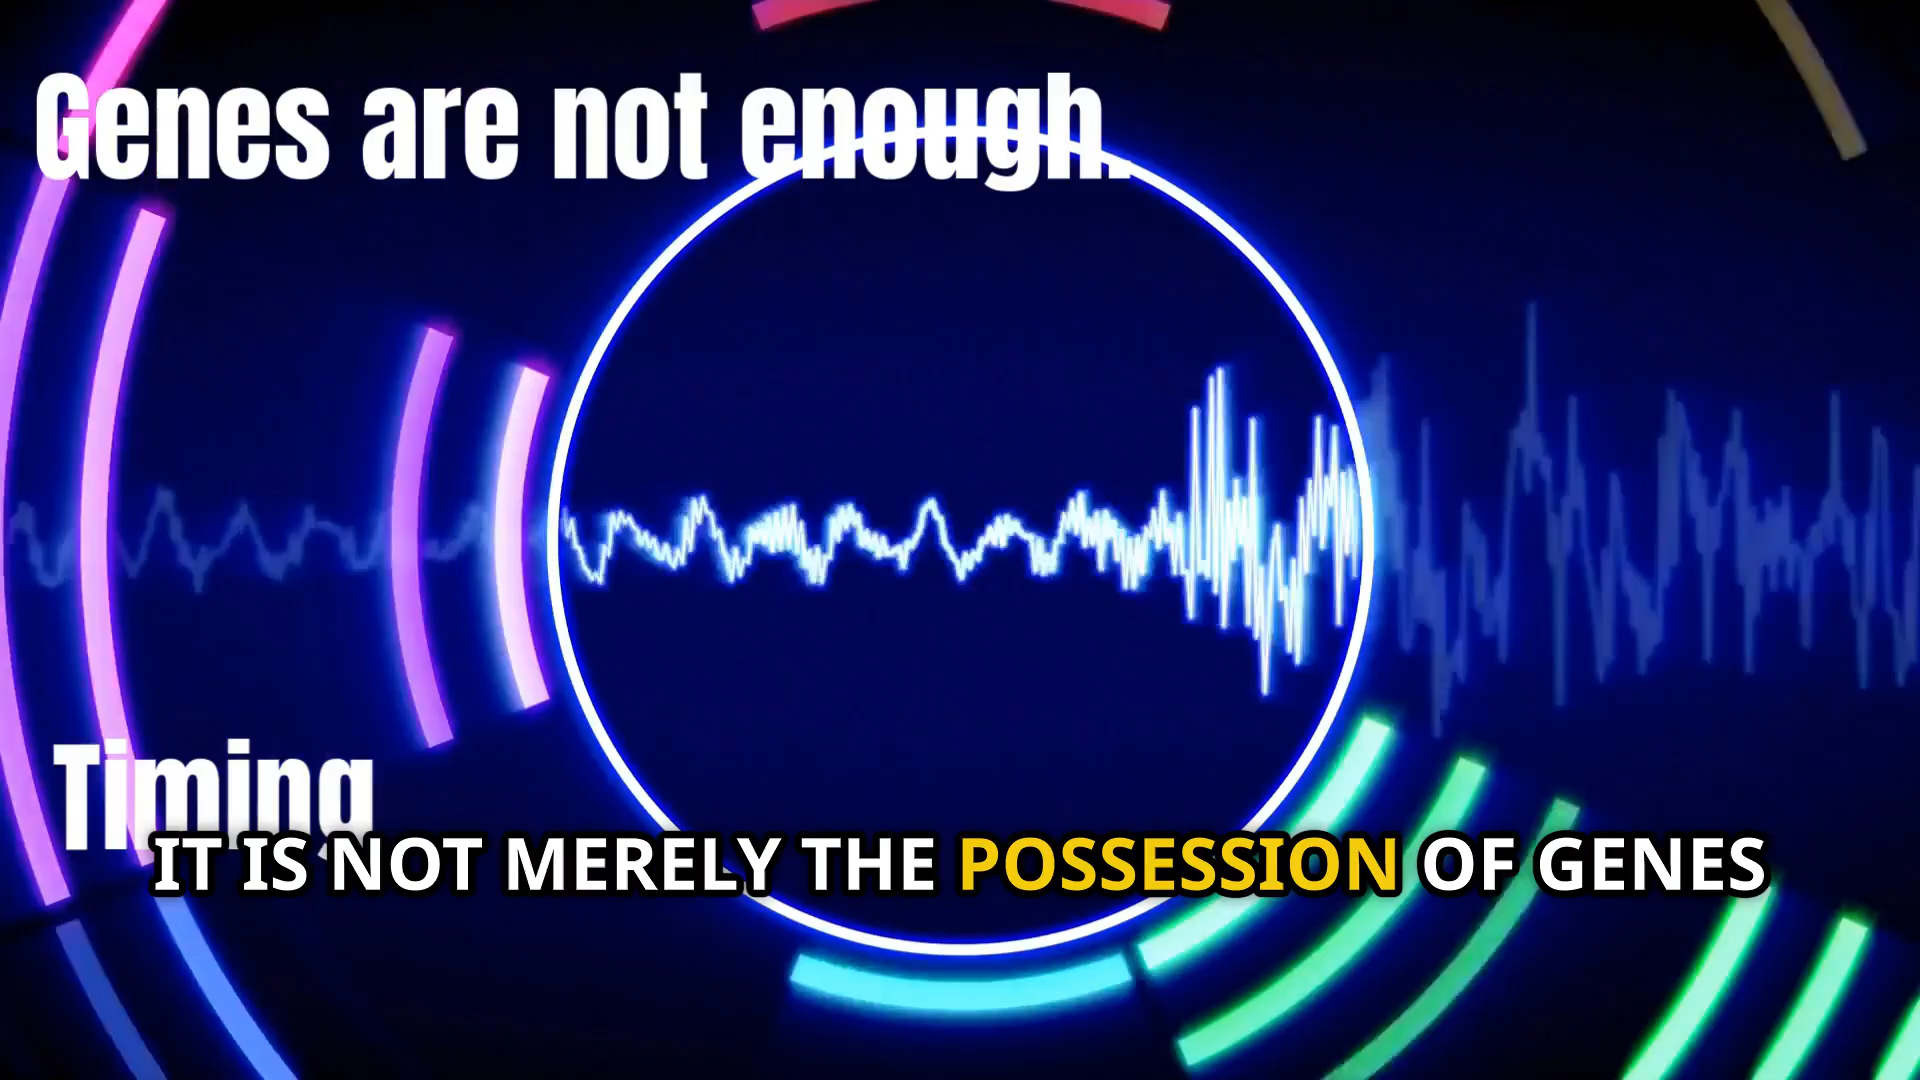 Genes are not enough.
Timing
IT IS NOT MERELY THE POSSESSION OF GENES